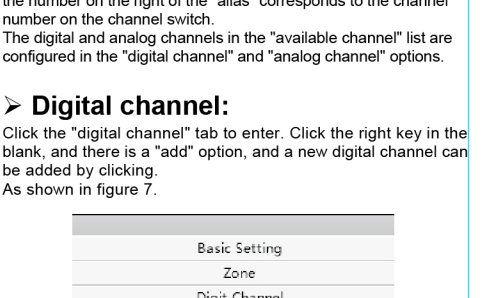 the number on the right of the "alias" corresponds to the channel
number on the channel switch.
The digital and analog channels in the "available channel" list are
configured in the "digital channel" and "analog channel" options.
➢ Digital channel:
Click the "digital channel" tab to enter. Click the right key in the
blank, and there is a "add" option, and a new digital channel can
be added by clicking.
As shown in figure 7.
Basic Setting
Zone
Digit Channel